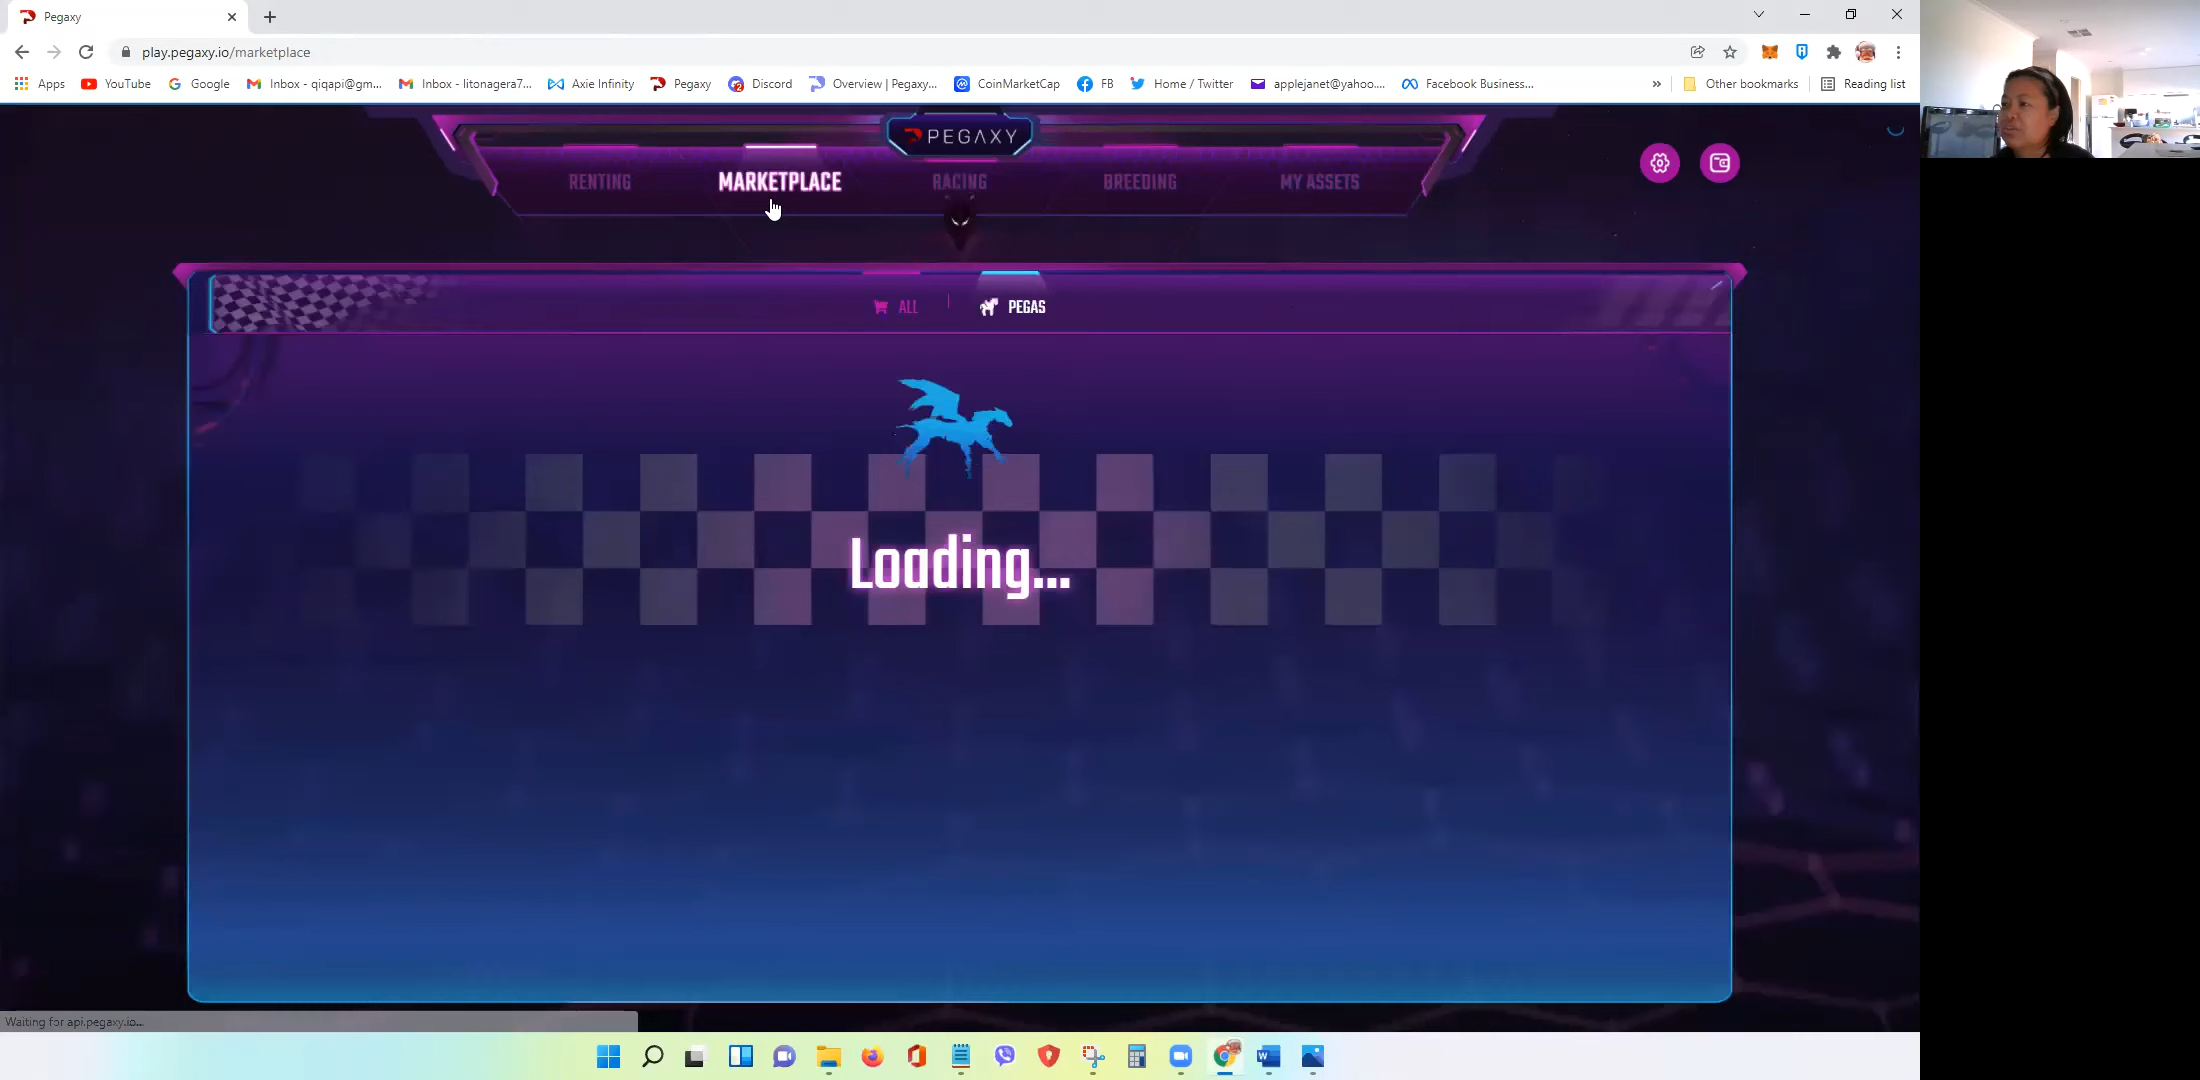 Pegaxy
play.pegaxy.io/marketplace
Apps YouTube Google Inbox - qiqapi@gm... Inbox - litonagera7... Axie Infinity Pegaxy Discord Overview | Pegaxy... CoinMarketCap FB Home / Twitter applejanet@yahoo.... Facebook Business... » Other bookmarks Reading list
PEGAXY
RENTING MARKETPLACE RACING BREEDING MY ASSETS
ALL PEGAS
Loading...
Waiting for api.pegaxy.io...